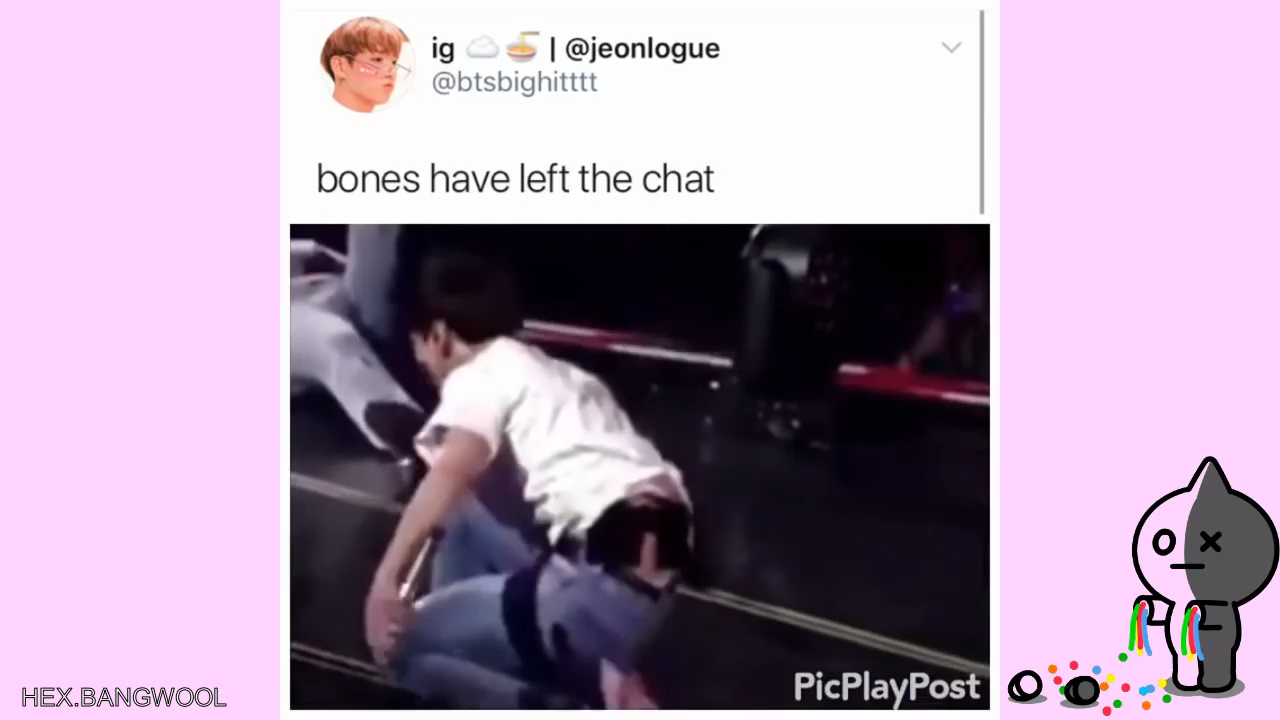 ig ☁️🍜 | @jeonlogue
@btsbighitttt
bones have left the chat
PicPlayPost
HEX.BANGWOOL